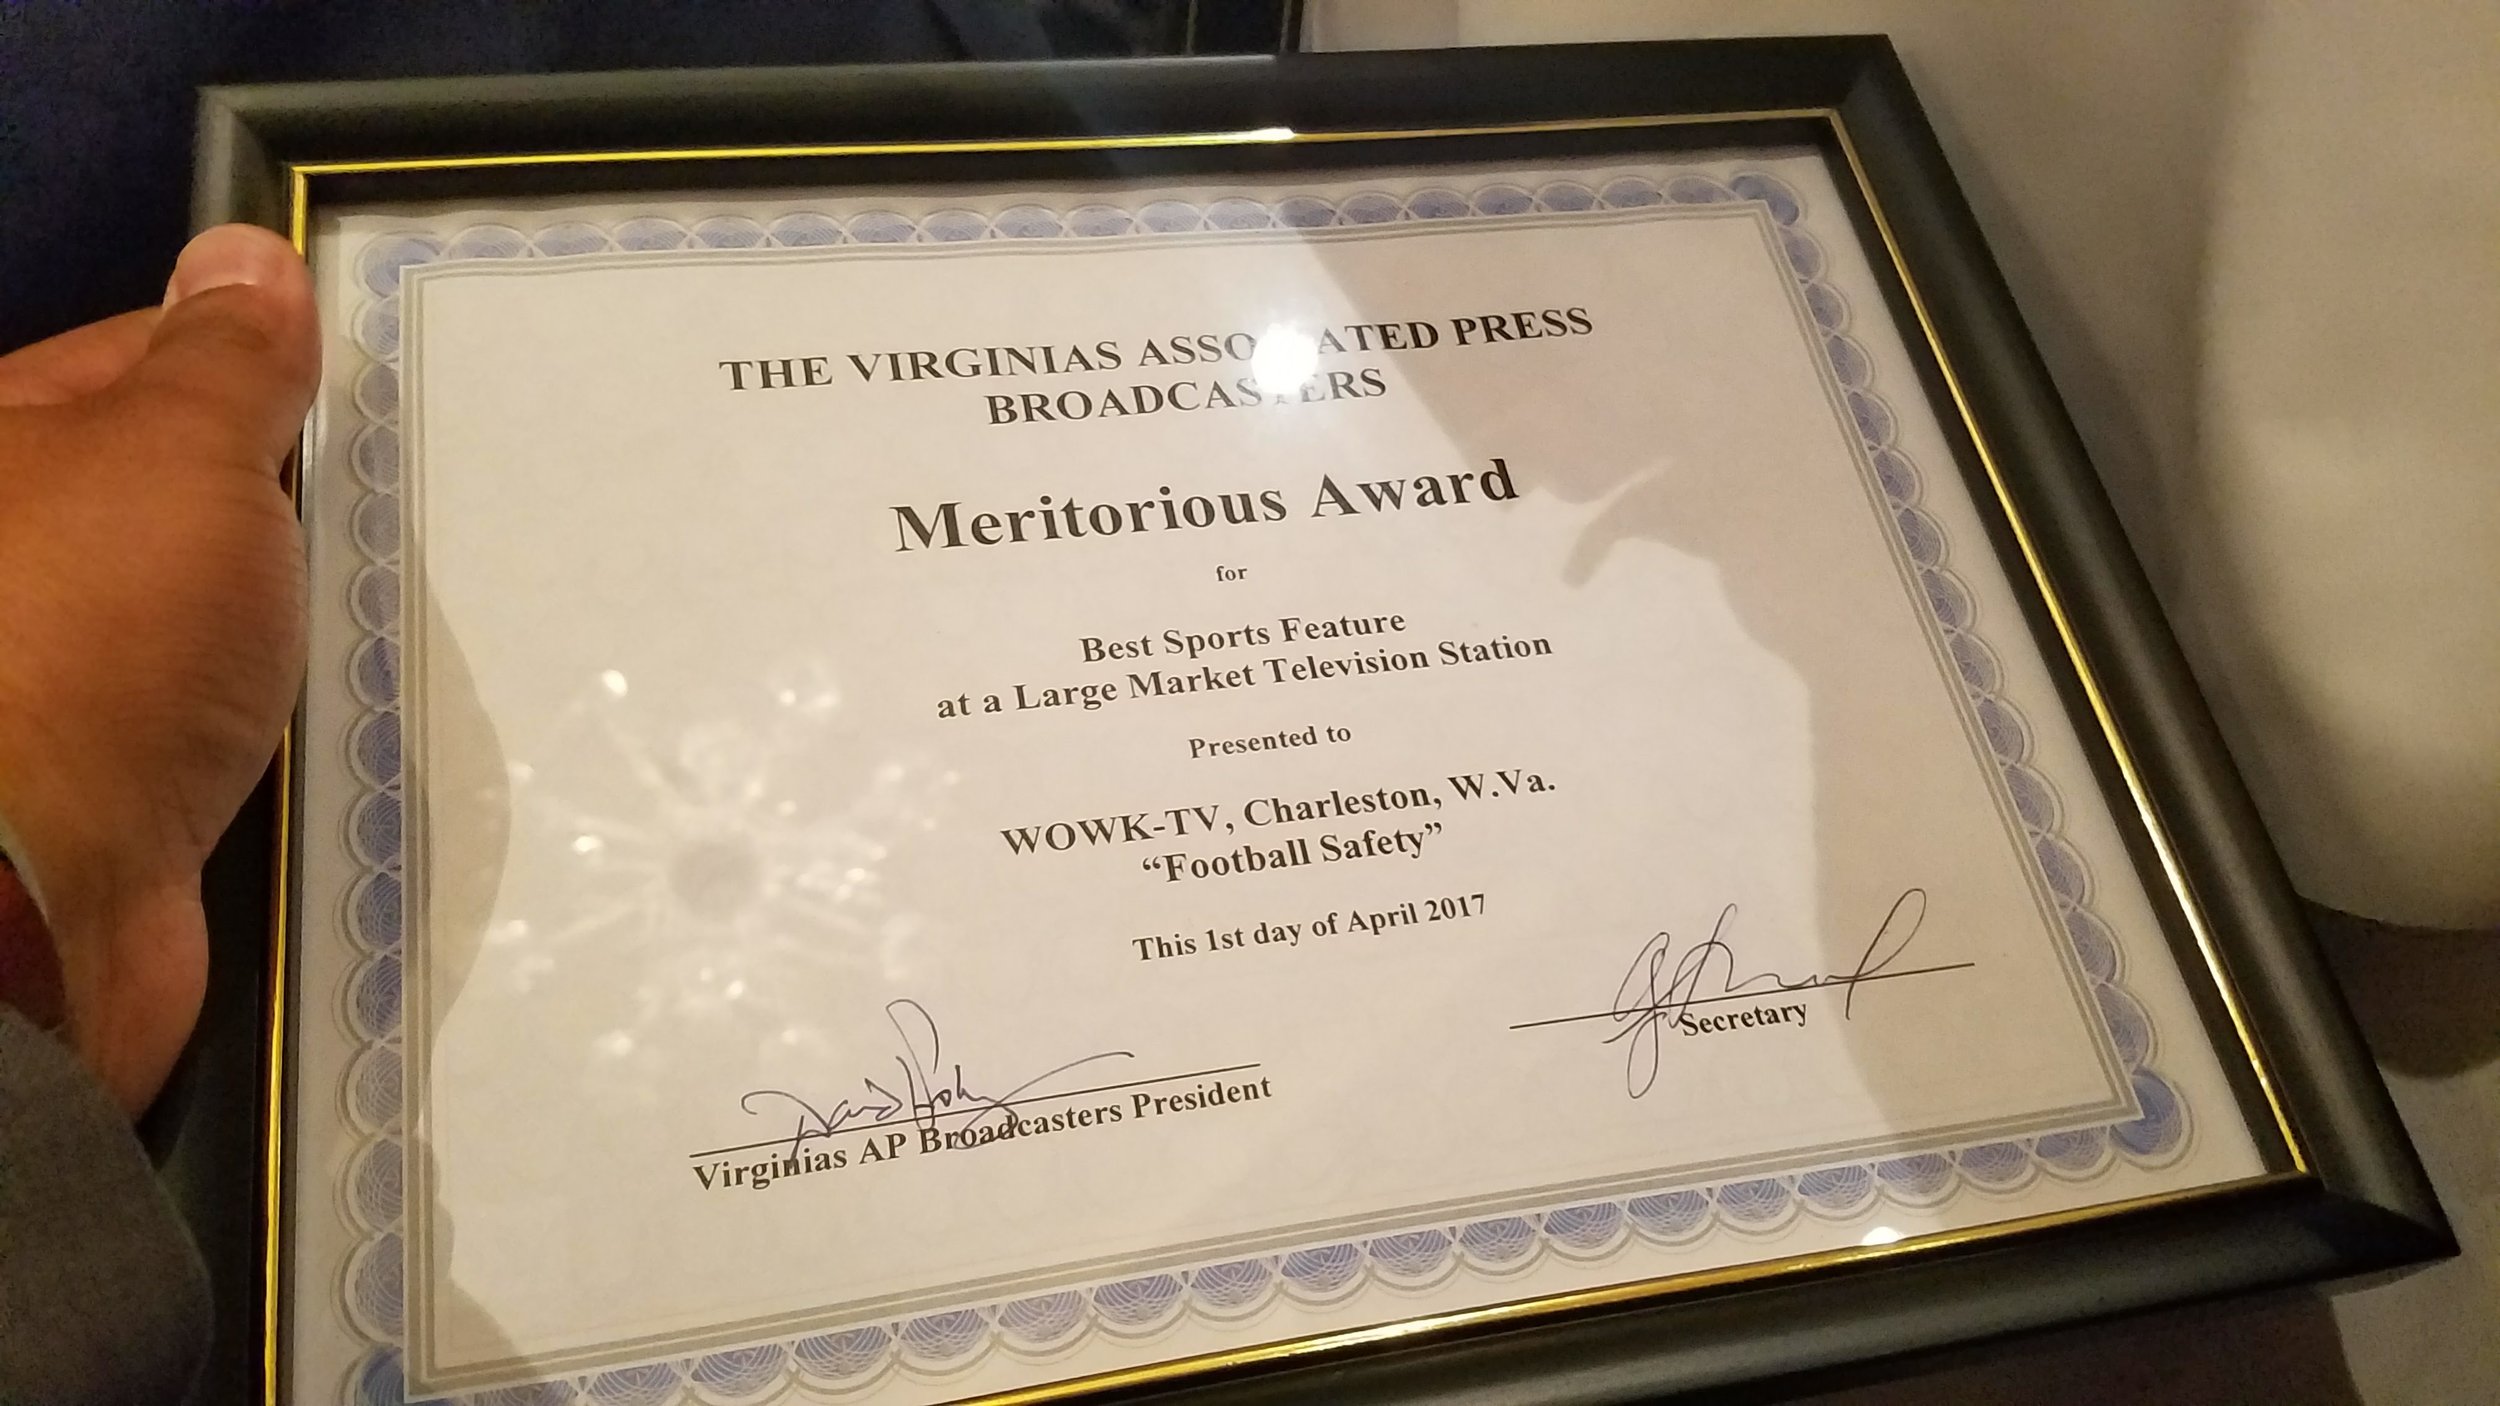 THE VIRGINIAS ASSOCIATED PRESS
BROADCASTERS
Meritorious Award
for
Best Sports Feature
at a Large Market Television Station
Presented to
WOWK-TV, Charleston, W.Va.
“Football Safety”
This 1st day of April 2017
Secretary
Virginias AP Broadcasters President